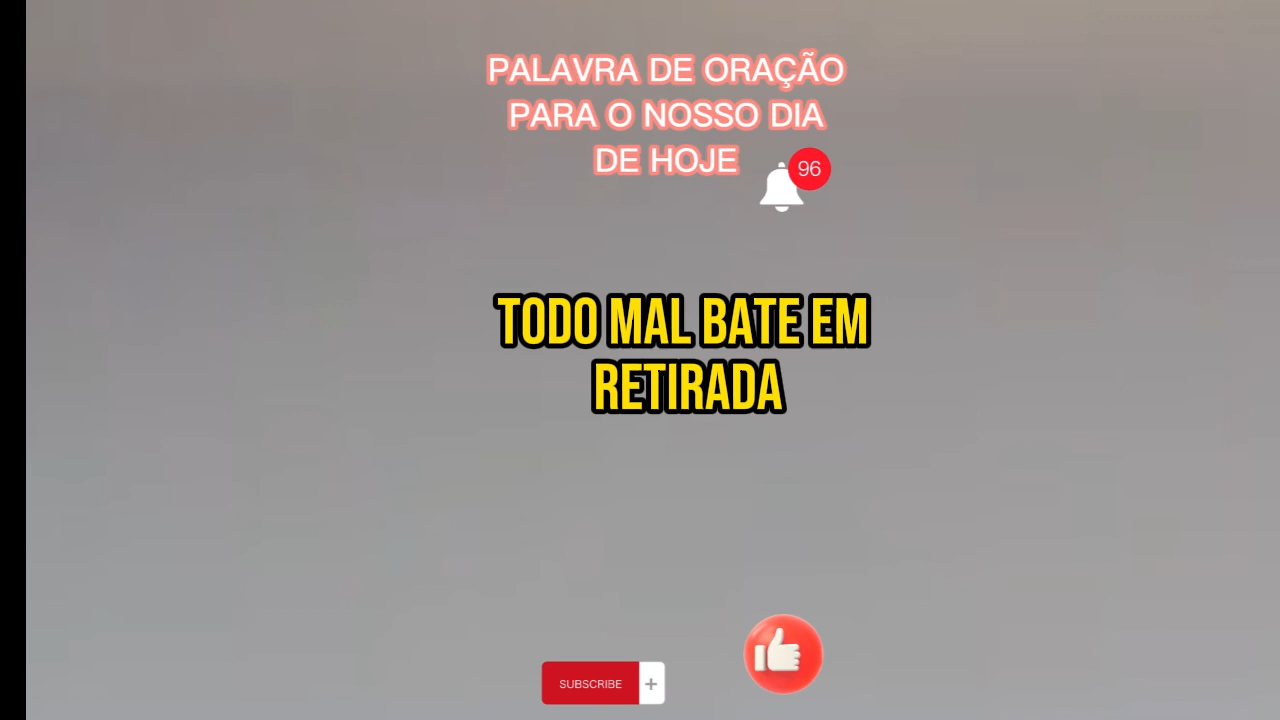 PALAVRA DE ORAÇÃO
PARA O NOSSO DIA
DE HOJE
96
TODO MAL BATE EM
RETIRADA
SUBSCRIBE +